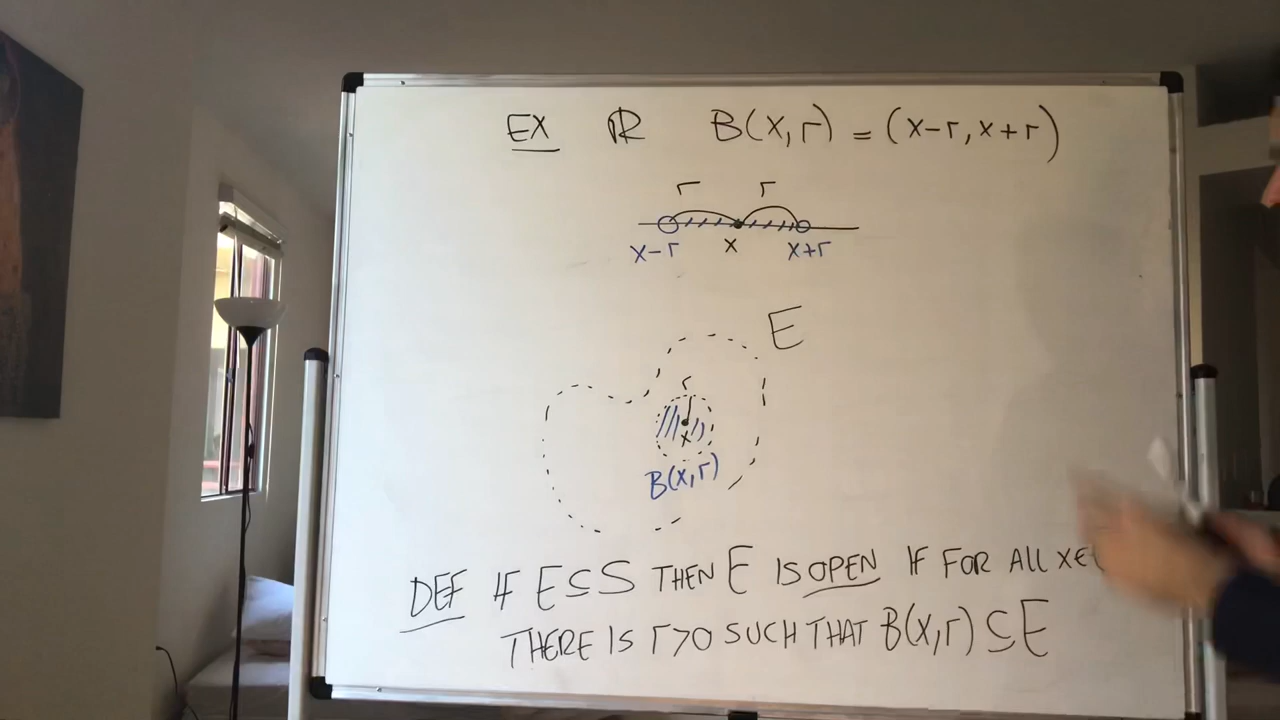 EX ℝ B(x,r) = (x-r, x+r)
r r
x-r x x+r
E
r
x
B(x,r)
DEF IF E⊆S THEN E IS OPEN IF FOR ALL x∈
THERE IS r>0 SUCH THAT B(x,r) ⊆ E